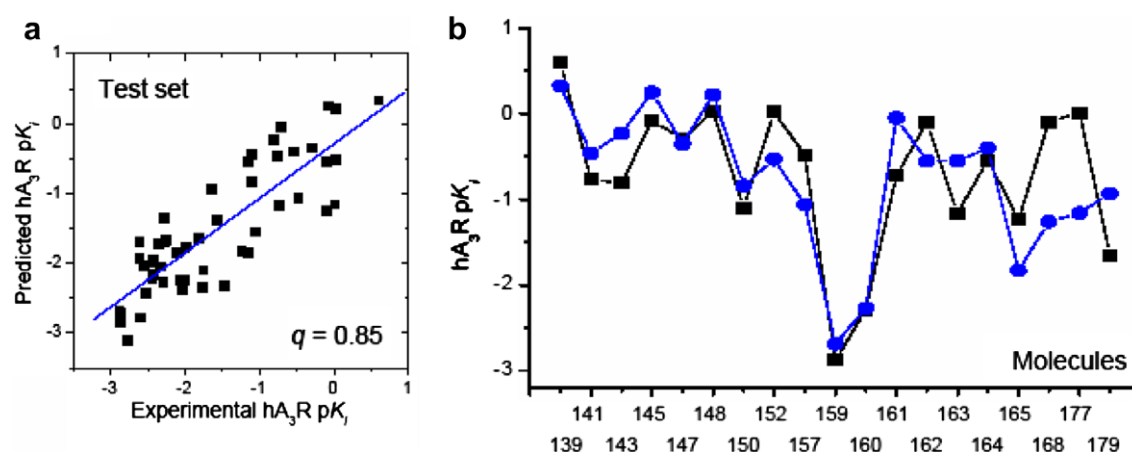 a
Predicted hA₃R pKᵢ
1
0
-1
-2
-3
Test set
q = 0.85
-3 -2 -1 0 1
Experimental hA₃R pKᵢ
b
hA₃R pKᵢ
1
0
-1
-2
-3
Molecules
141 145 148 152 159 161 163 165 177
139 143 147 150 157 160 162 164 168 179